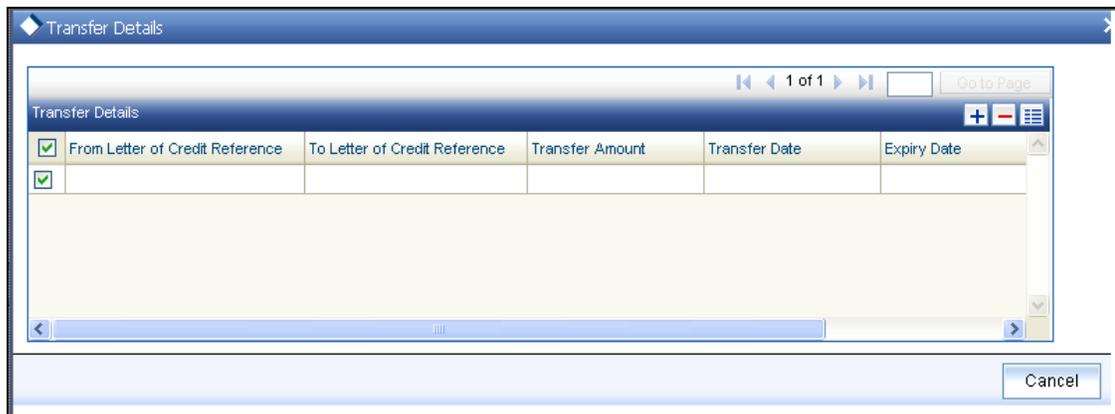 Transfer Details
1 of 1 Go to Page
Transfer Details
From Letter of Credit Reference To Letter of Credit Reference Transfer Amount Transfer Date Expiry Date
Cancel